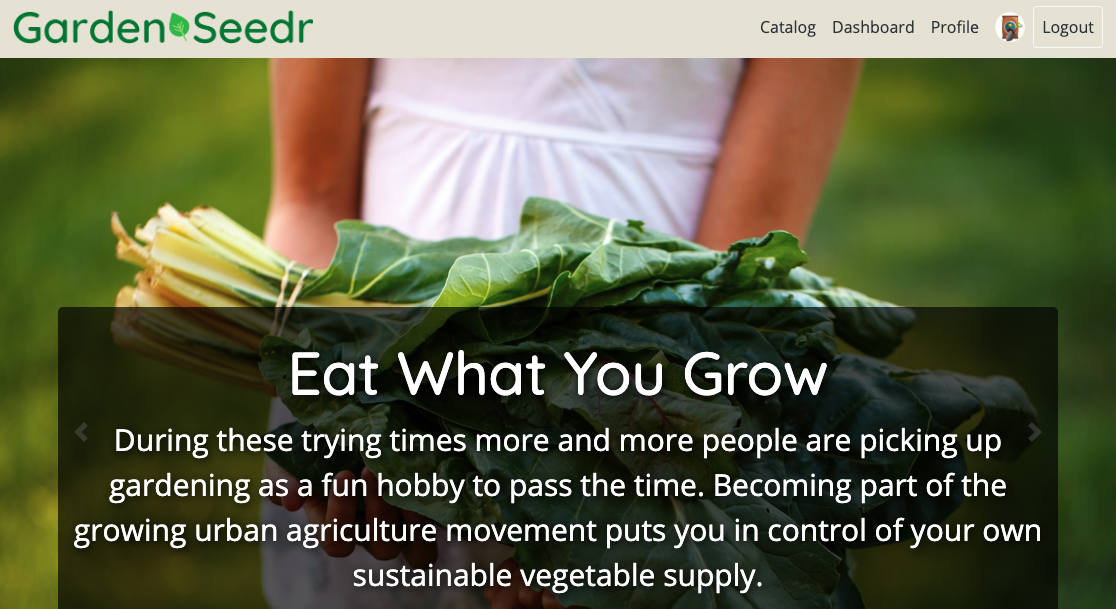 Garden Seedr
Catalog Dashboard Profile Logout
Eat What You Grow
During these trying times more and more people are picking up
gardening as a fun hobby to pass the time. Becoming part of the
growing urban agriculture movement puts you in control of your own
sustainable vegetable supply.